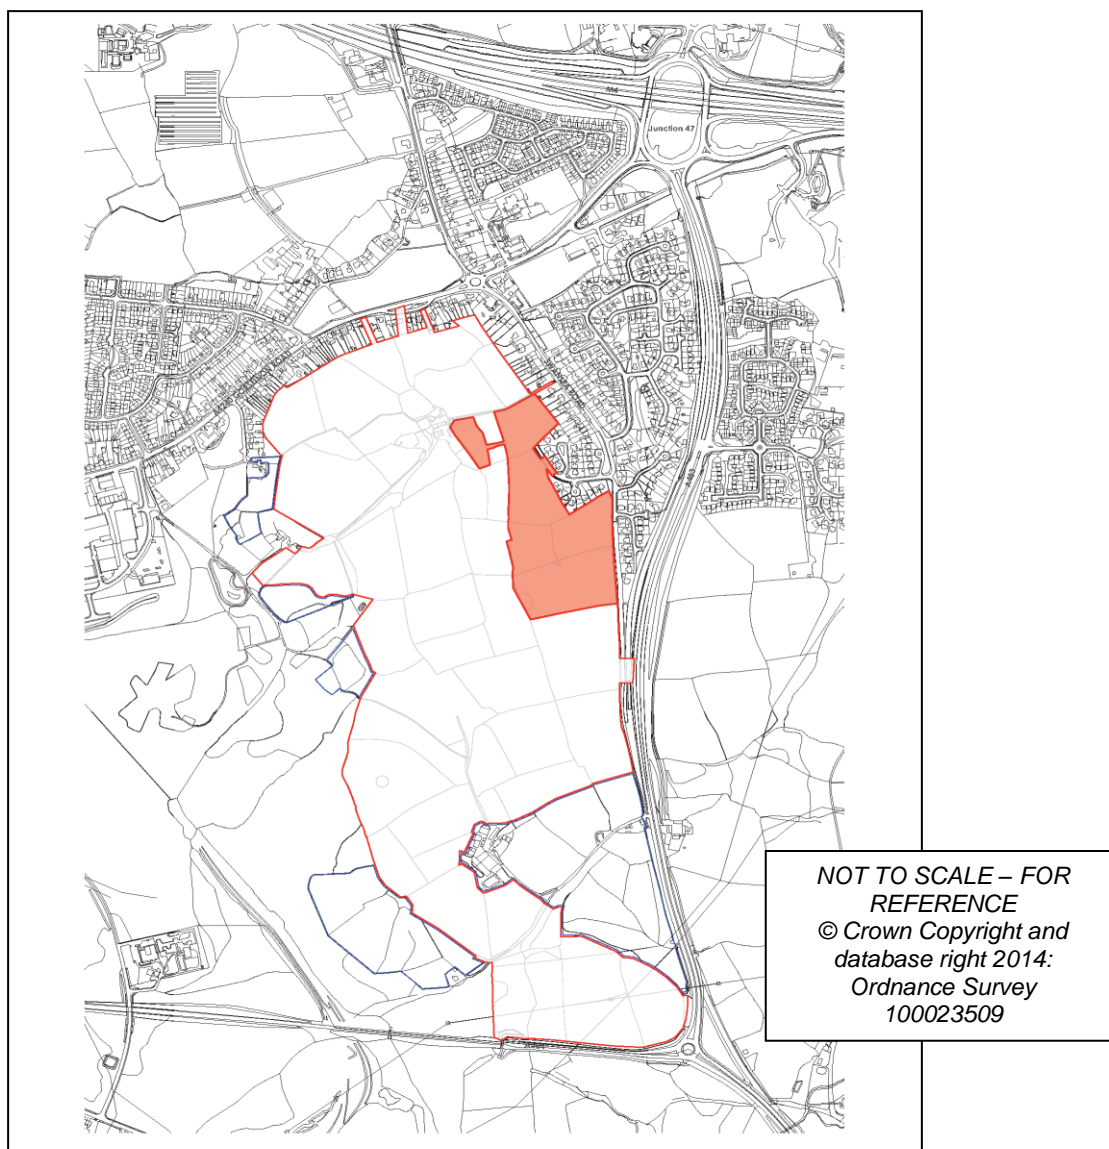 M4
Junction 47
A483
NOT TO SCALE – FOR
REFERENCE
© Crown Copyright and
database right 2014:
Ordnance Survey
100023509